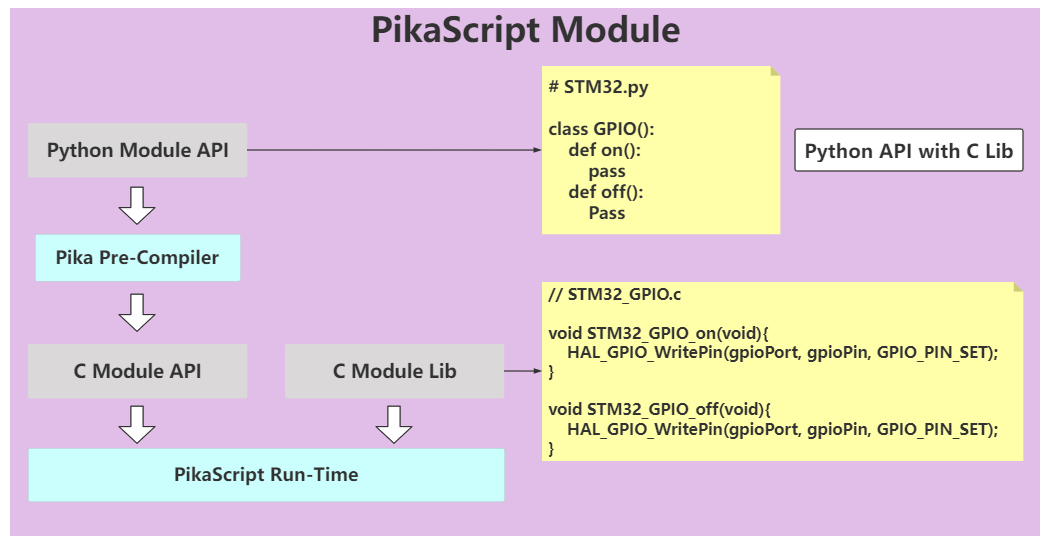 PikaScript Module
Python Module API
# STM32.py
class GPIO():
def on():
pass
def off():
Pass
Python API with C Lib
Pika Pre-Compiler
C Module API
C Module Lib
// STM32_GPIO.c
void STM32_GPIO_on(void){
HAL_GPIO_WritePin(gpioPort, gpioPin, GPIO_PIN_SET);
}
void STM32_GPIO_off(void){
HAL_GPIO_WritePin(gpioPort, gpioPin, GPIO_PIN_SET);
}
PikaScript Run-Time